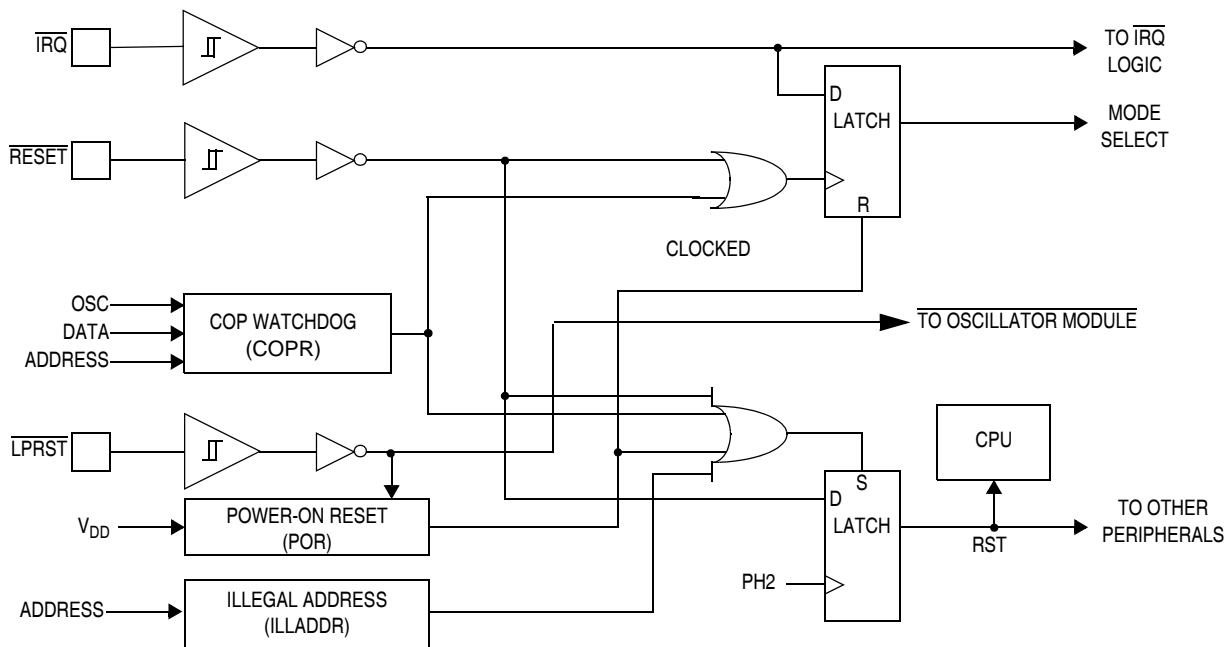 IRQ
TO IRQ
LOGIC
D
LATCH
MODE
SELECT
RESET
R
CLOCKED
OSC
DATA
ADDRESS
COP WATCHDOG
(COPR)
TO OSCILLATOR MODULE
LPRST
CPU
S
D
LATCH
VDD
POWER-ON RESET
(POR)
TO OTHER
PERIPHERALS
RST
PH2
ADDRESS
ILLEGAL ADDRESS
(ILLADDR)